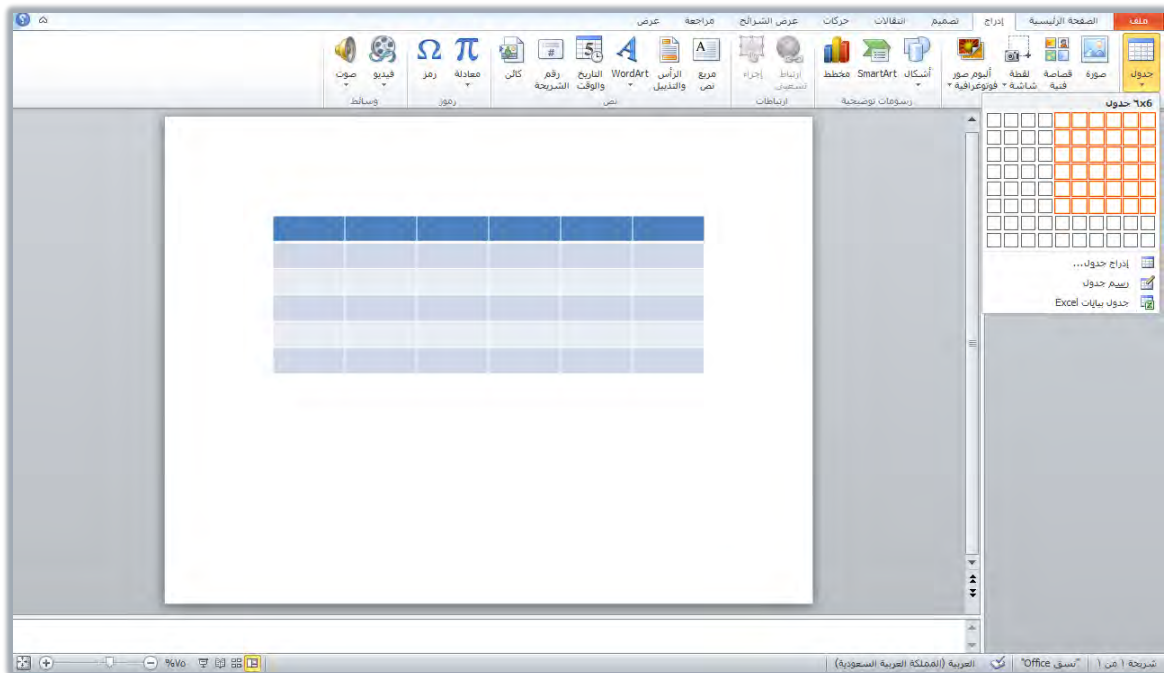 ملف الصفحة الرئيسية إدراج تصميم انتقالات حركات عرض الشرائح مراجعة عرض
جدول صورة قصاصة فنية لقطة شاشة ألبوم صور فوتوغرافية أشكال SmartArt مخطط ارتباط تشعبي إجراء مربع نص الرأس والتذييل WordArt التاريخ والوقت رقم الشريحة كائن معادلة رمز فيديو صوت
رسومات توضيحية ارتباطات نص رموز وسائط
٦x6 جدول
إدراج جدول...
رسم جدول
جدول بيانات Excel
شريحة ١ من ١ "نسق Office" العربية (المملكة العربية السعودية) %٧٥